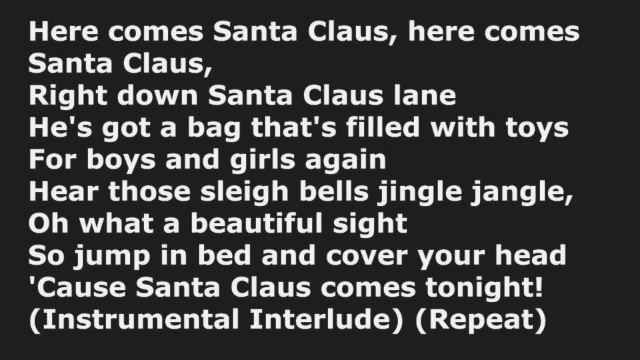 Here comes Santa Claus, here comes
Santa Claus,
Right down Santa Claus lane
He's got a bag that's filled with toys
For boys and girls again
Hear those sleigh bells jingle jangle,
Oh what a beautiful sight
So jump in bed and cover your head
'Cause Santa Claus comes tonight!
(Instrumental Interlude) (Repeat)